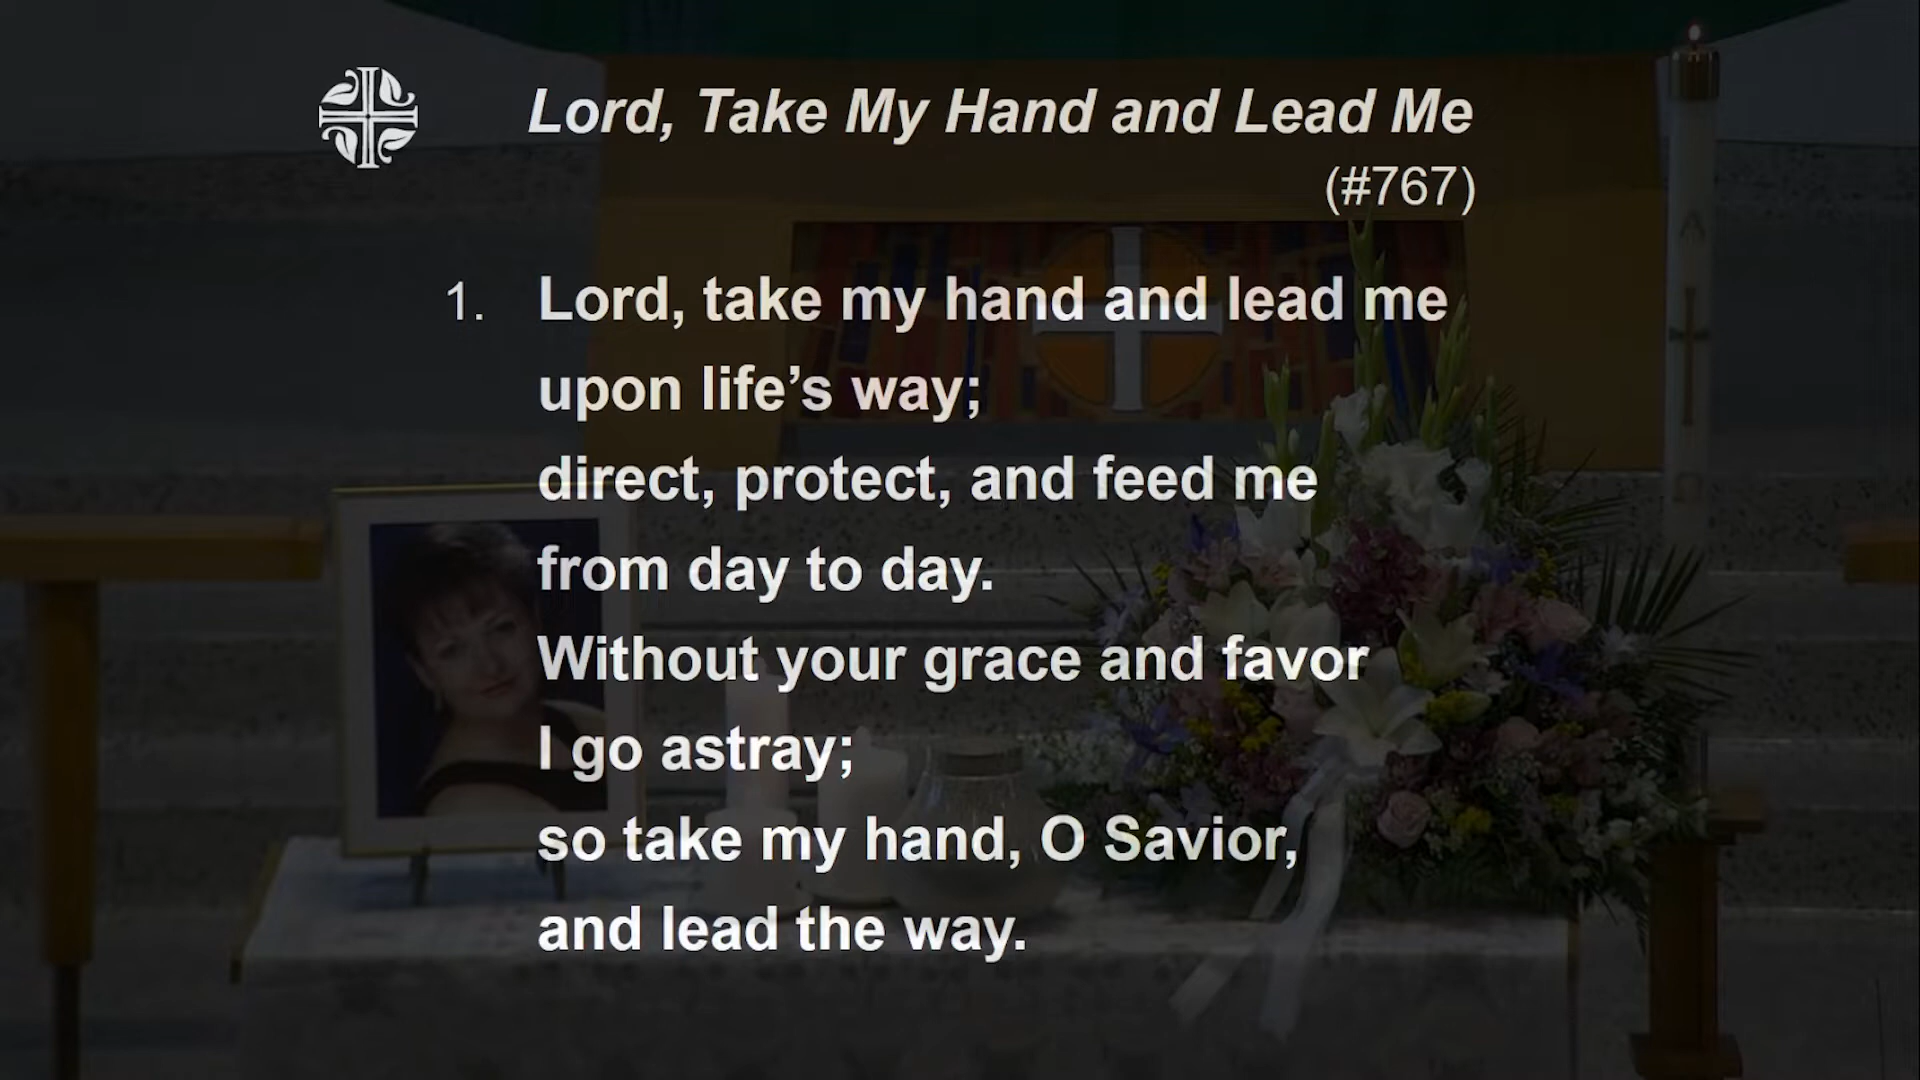 Lord, Take My Hand and Lead Me
(#767)
1. Lord, take my hand and lead me
upon life’s way;
direct, protect, and feed me
from day to day.
Without your grace and favor
I go astray;
so take my hand, O Savior,
and lead the way.